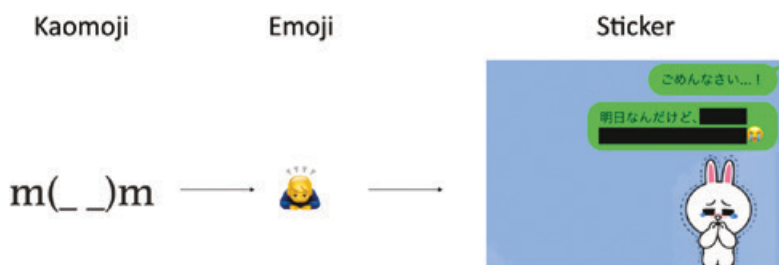 Kaomoji
Emoji
Sticker
ごめんなさい...！
明日なんだけど、
m(_ _)m